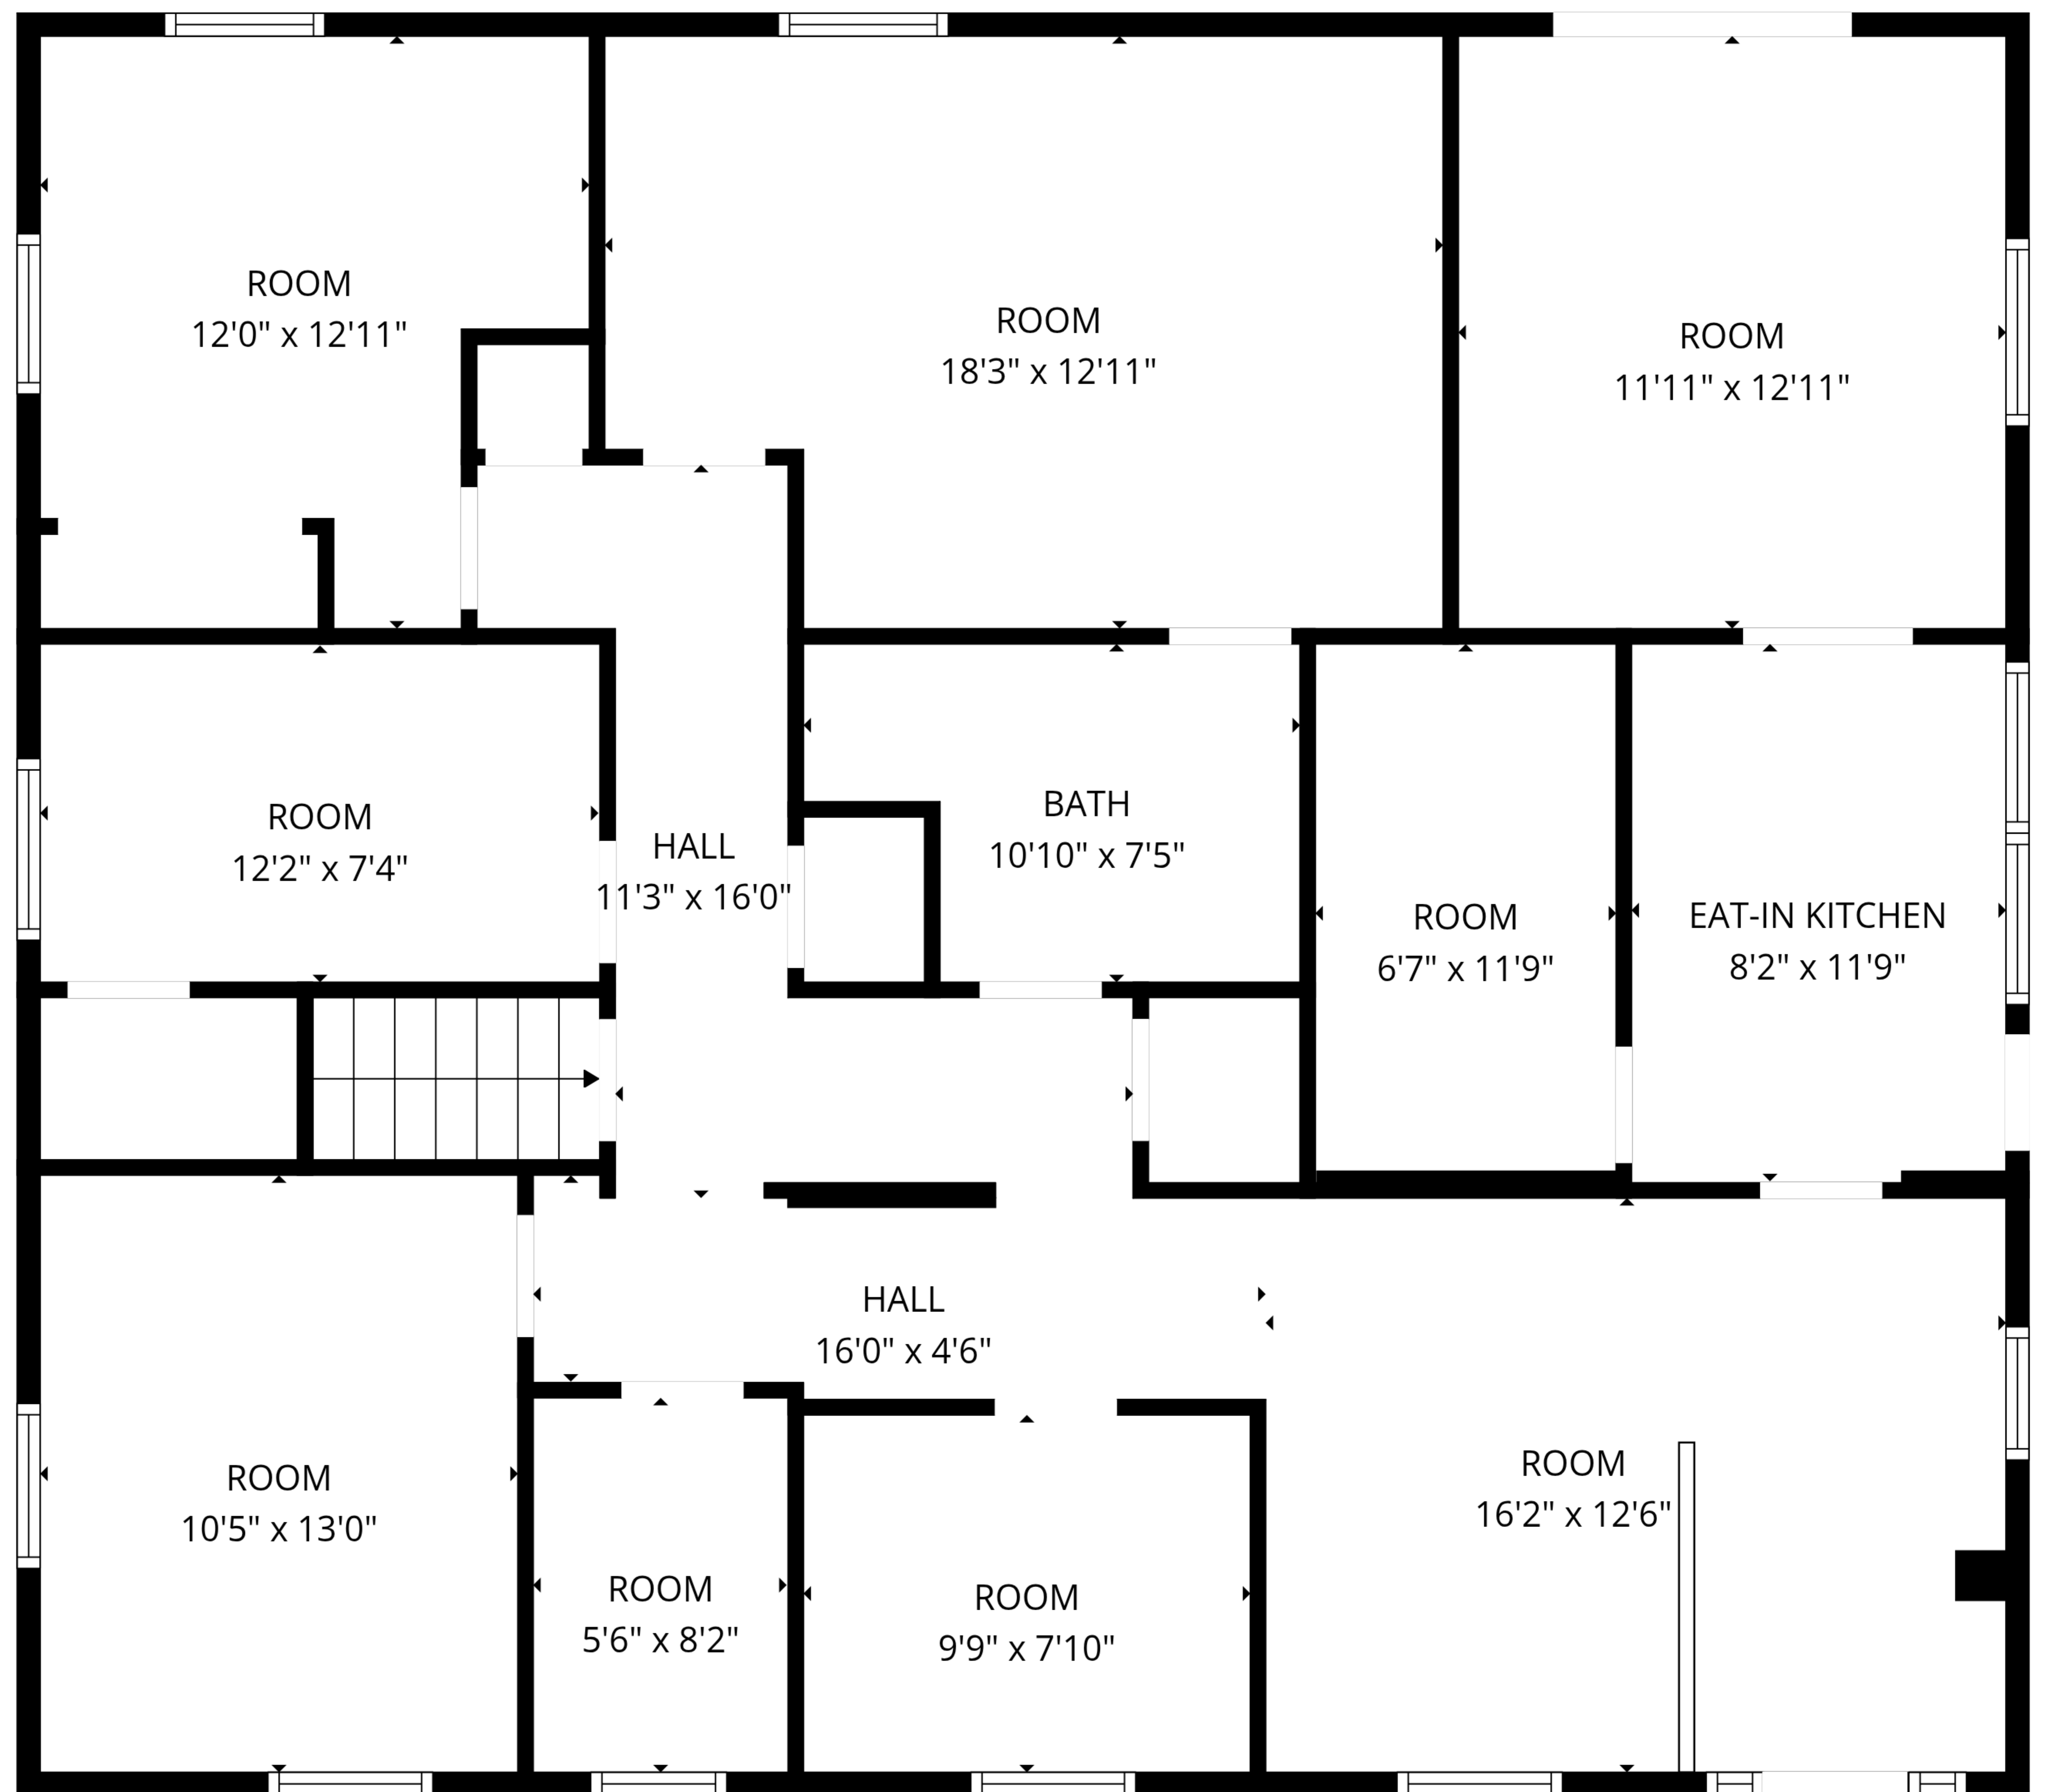 ROOM
12'0" x 12'11"
ROOM
18'3" x 12'11"
ROOM
11'11" x 12'11"
ROOM
12'2" x 7'4"
HALL
11'3" x 16'0"
BATH
10'10" x 7'5"
ROOM
6'7" x 11'9"
EAT-IN KITCHEN
8'2" x 11'9"
HALL
16'0" x 4'6"
ROOM
10'5" x 13'0"
ROOM
5'6" x 8'2"
ROOM
9'9" x 7'10"
ROOM
16'2" x 12'6"